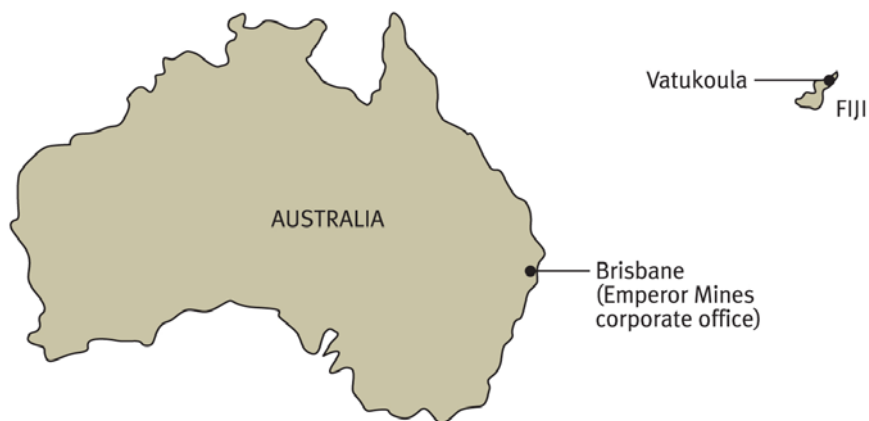 Vatukoula
FIJI
AUSTRALIA
Brisbane
(Emperor Mines
corporate office)